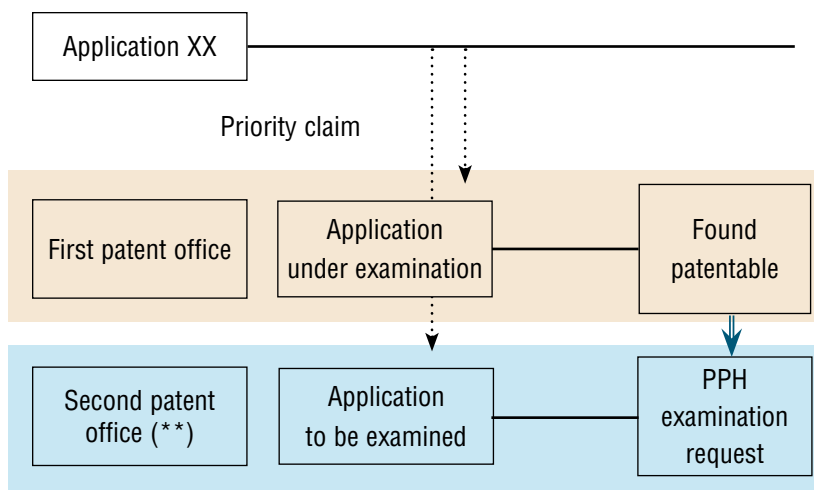 Application XX
Priority claim
First patent office
Application
under examination
Found
patentable
Second patent
office (**)
Application
to be examined
PPH
examination
request